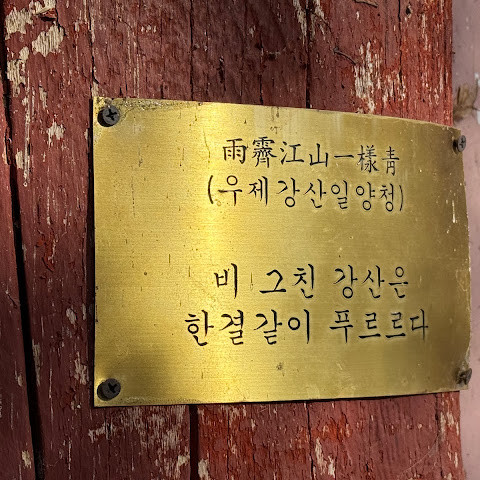 雨霽江山一樣靑
(우제강산일양청)
비 그친 강산은
한결같이 푸르르다